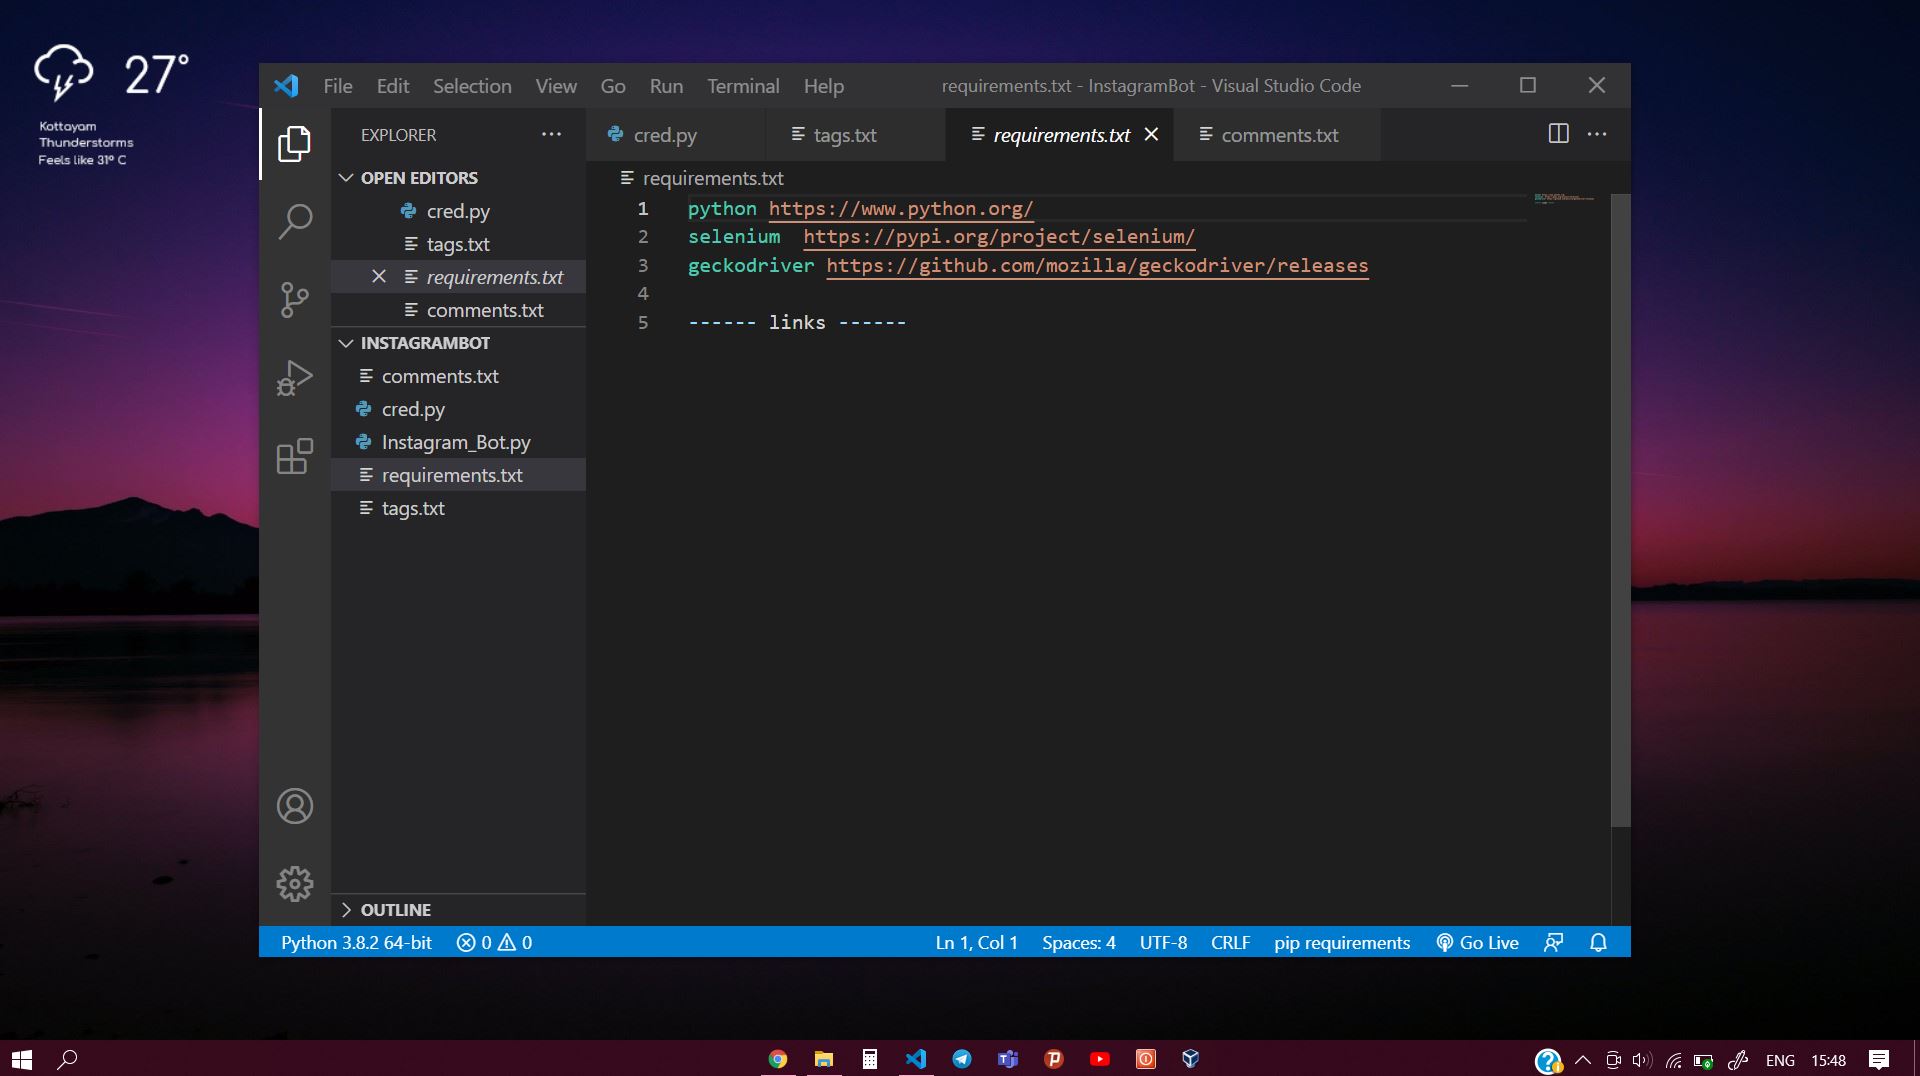 27°
Kottayam
Thunderstorms
Feels like 31° C
File Edit Selection View Go Run Terminal Help
requirements.txt - InstagramBot - Visual Studio Code
EXPLORER
OPEN EDITORS
cred.py
tags.txt
requirements.txt
comments.txt
INSTAGRAMBOT
comments.txt
cred.py
Instagram_Bot.py
requirements.txt
tags.txt
OUTLINE
cred.py tags.txt requirements.txt comments.txt
requirements.txt
1 python https://www.python.org/
2 selenium  https://pypi.org/project/selenium/
3 geckodriver https://github.com/mozilla/geckodriver/releases
4
5 ------ links ------
Python 3.8.2 64-bit 0 0 Ln 1, Col 1 Spaces: 4 UTF-8 CRLF pip requirements Go Live
ENG 15:48